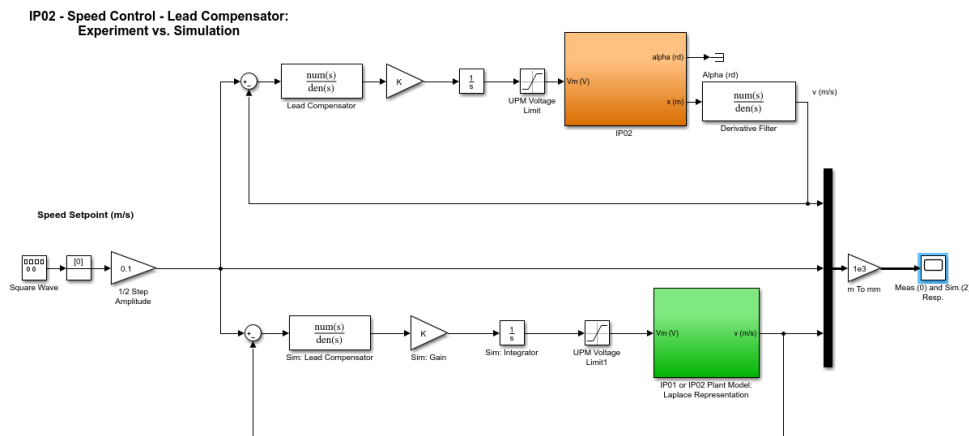 IP02 - Speed Control - Lead Compensator:
Experiment vs. Simulation
num(s)
den(s)
Lead Compensator
K
1
s
UPM Voltage
Limit
Vm (V)
alpha (rd)
x (m)
IP02
Alpha (rd)
num(s)
den(s)
Derivative Filter
v (m/s)
Speed Setpoint (m/s)
Square Wave
[0]
0.1
1/2 Step
Amplitude
1e3
m To mm
Meas.(0) and Sim.(2
Resp.
num(s)
den(s)
Sim: Lead Compensator
K
Sim: Gain
1
s
Sim: Integrator
UPM Voltage
Limit1
Vm (V)
v (m/s)
IP01 or IP02 Plant Model:
Laplace Representation